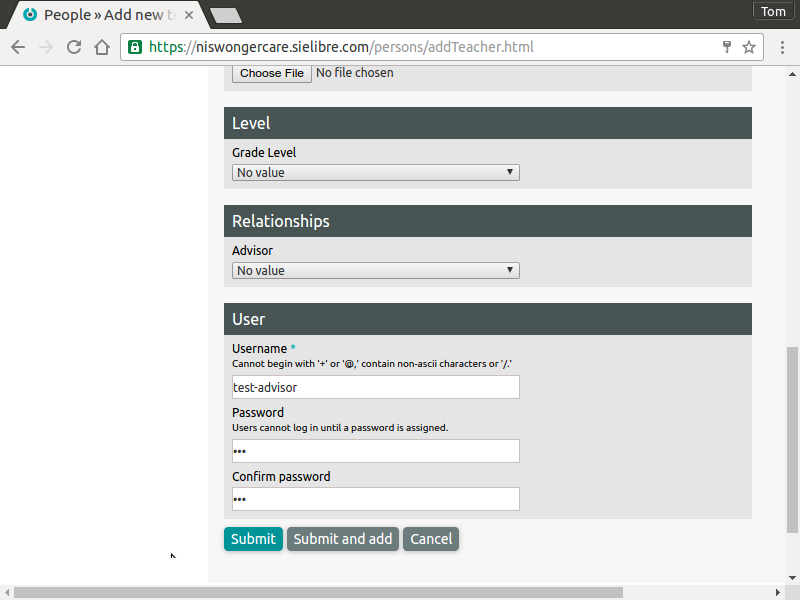 People » Add new t
Tom
https://niswongercare.sielibre.com/persons/addTeacher.html
Choose File No file chosen
Level
Grade Level
No value
Relationships
Advisor
No value
User
Username *
Cannot begin with '+' or '@,' contain non-ascii characters or '/.'
test-advisor
Password
Users cannot log in until a password is assigned.
•••
Confirm password
•••
Submit Submit and add Cancel